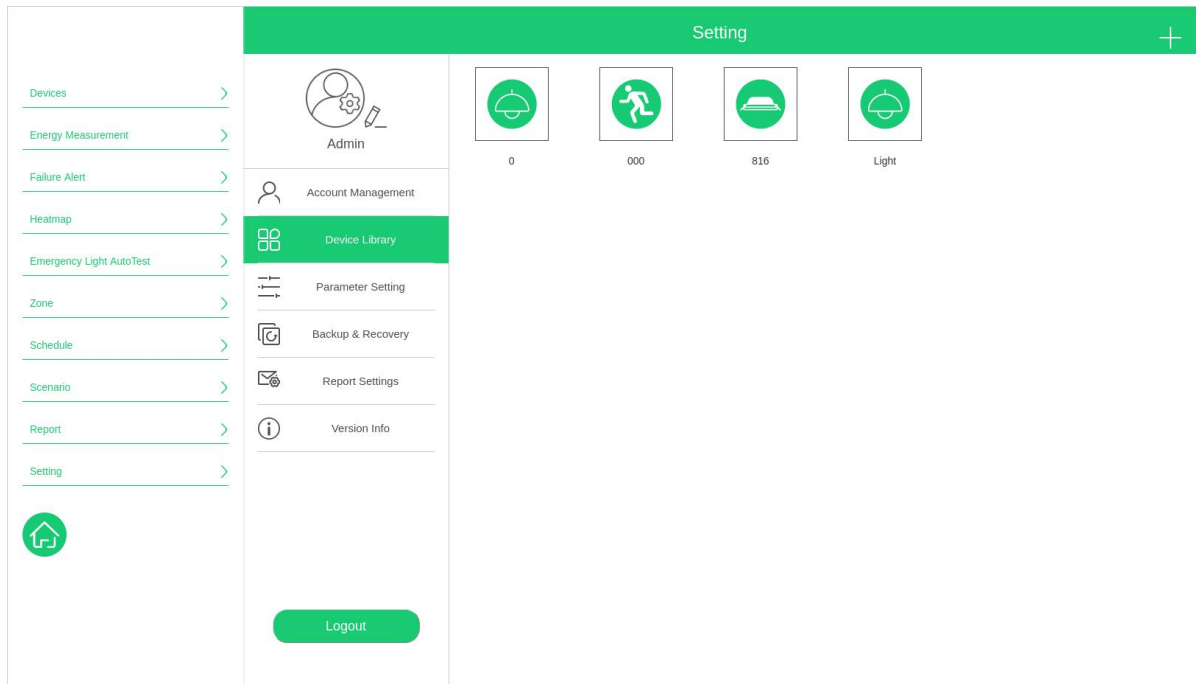 Setting
Devices
Energy Measurement
Failure Alert
Heatmap
Emergency Light AutoTest
Zone
Schedule
Scenario
Report
Setting
Admin
Account Management
Device Library
Parameter Setting
Backup & Recovery
Report Settings
Version Info
Logout
0
000
816
Light